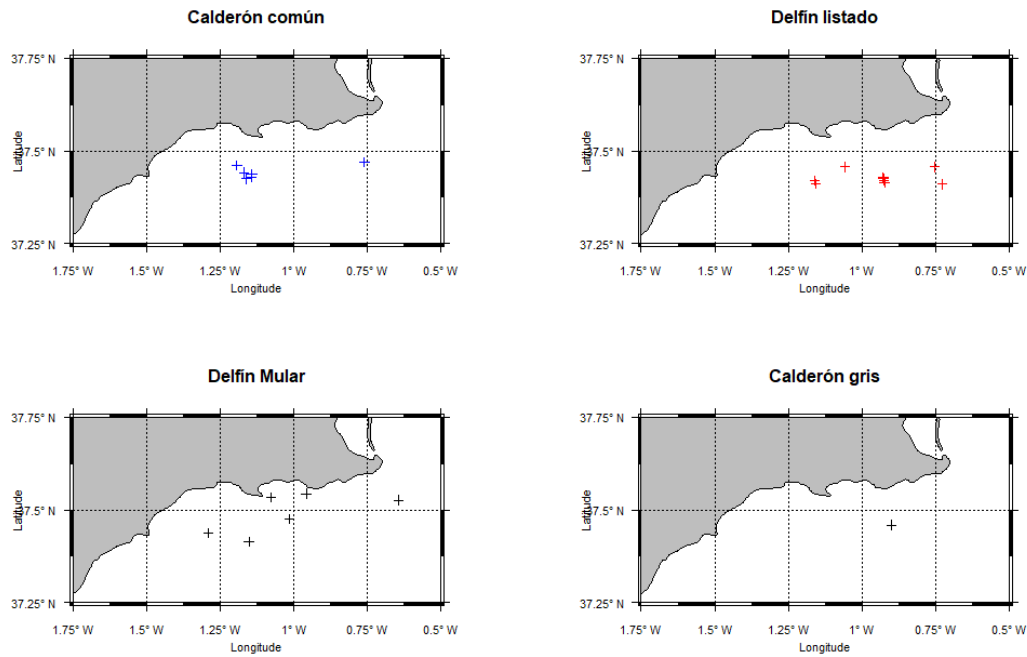 Calderón común
37.75° N
37.5° N
37.25° N
Latitude
1.75° W 1.5° W 1.25° W 1° W 0.75° W 0.5° W
Longitude
Delfín listado
37.75° N
37.5° N
37.25° N
Latitude
1.75° W 1.5° W 1.25° W 1° W 0.75° W 0.5° W
Longitude
Delfín Mular
37.75° N
37.5° N
37.25° N
Latitude
1.75° W 1.5° W 1.25° W 1° W 0.75° W 0.5° W
Longitude
Calderón gris
37.75° N
37.5° N
37.25° N
Latitude
1.75° W 1.5° W 1.25° W 1° W 0.75° W 0.5° W
Longitude